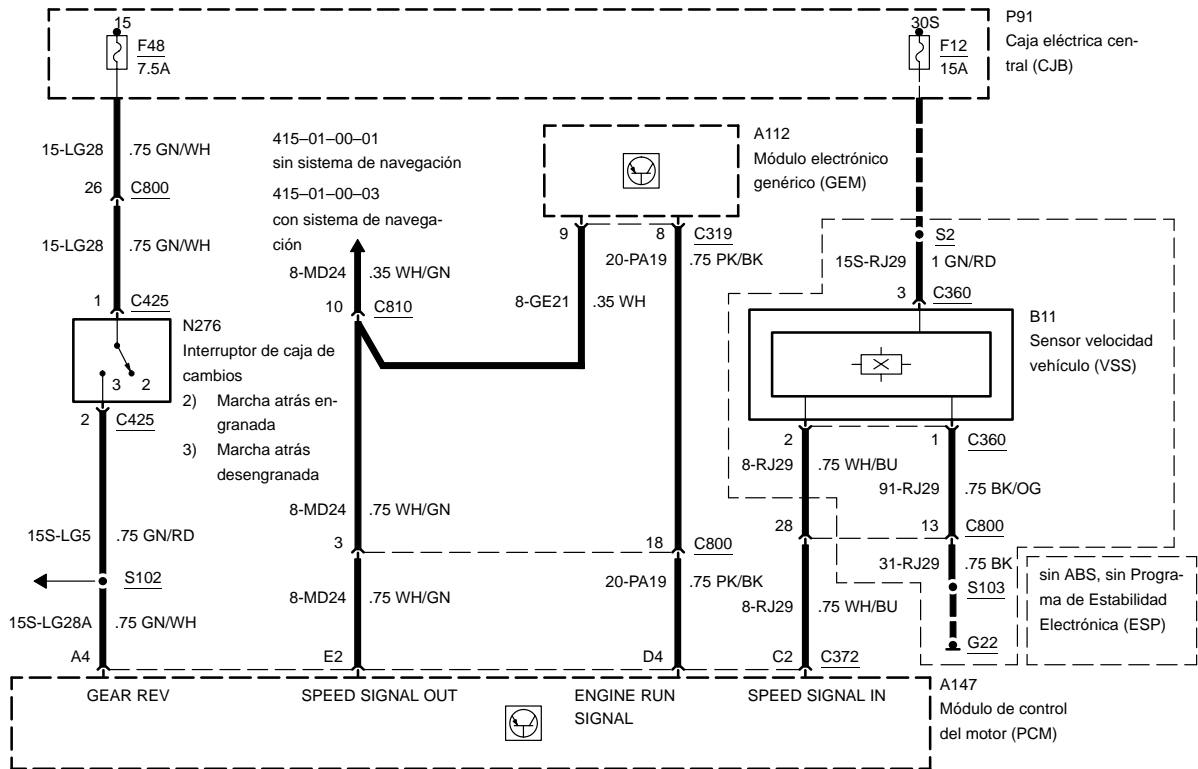 15
F48
7.5A
30S
F12
15A
P91
Caja eléctrica cen-
tral (CJB)
15-LG28
.75 GN/WH
26
C800
15-LG28
.75 GN/WH
1
C425
N276
Interruptor de caja de
cambios
2) Marcha atrás en-
granada
3) Marcha atrás
desengranada
3
2
2
C425
15S-LG5
.75 GN/RD
S102
15S-LG28A
.75 GN/WH
A4
415–01–00–01
sin sistema de navegación
415–01–00–03
con sistema de navega-
ción
8-MD24
.35 WH/GN
10
C810
8-MD24
.75 WH/GN
3
8-MD24
.75 WH/GN
E2
A112
Módulo electrónico
genérico (GEM)
9
8
C319
20-PA19
.75 PK/BK
8-GE21
.35 WH
18
C800
20-PA19
.75 PK/BK
D4
S2
15S-RJ29
1 GN/RD
3
C360
B11
Sensor velocidad
vehículo (VSS)
2
1
C360
8-RJ29
.75 WH/BU
91-RJ29
.75 BK/OG
28
13
C800
31-RJ29
.75 BK
S103
8-RJ29
.75 WH/BU
G22
sin ABS, sin Progra-
ma de Estabilidad
Electrónica (ESP)
C2
C372
GEAR REV
SPEED SIGNAL OUT
ENGINE RUN
SIGNAL
SPEED SIGNAL IN
A147
Módulo de control
del motor (PCM)